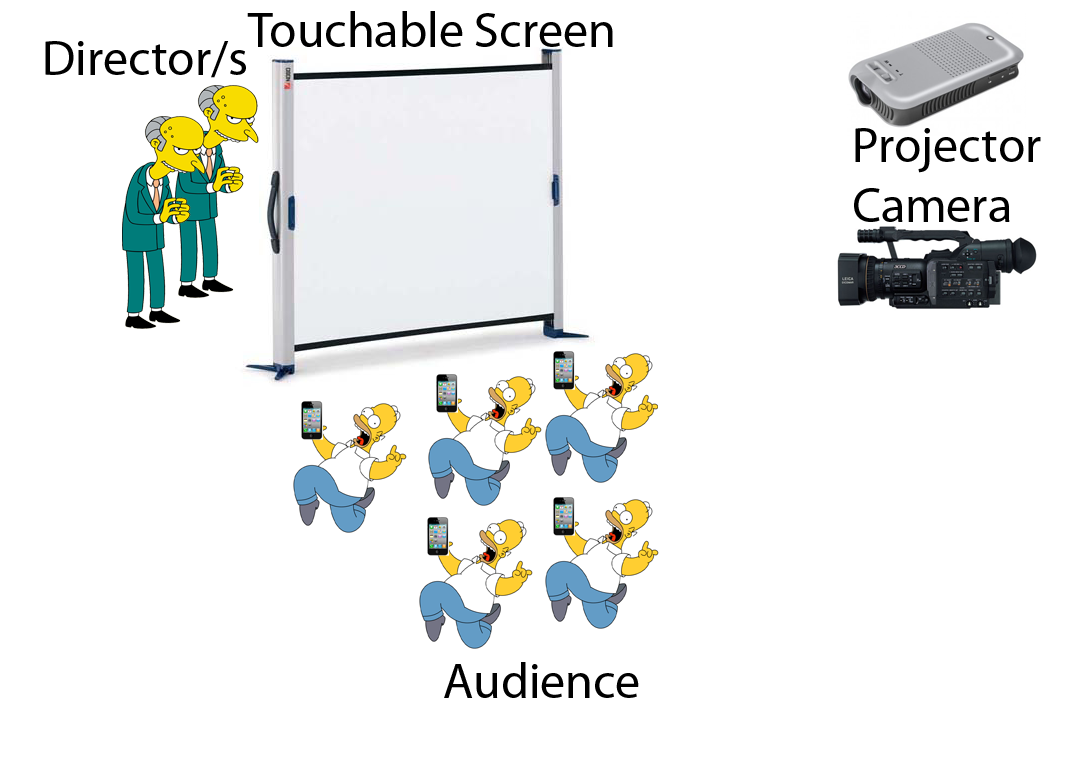 Director/s
Touchable Screen
Projector
Camera
Audience